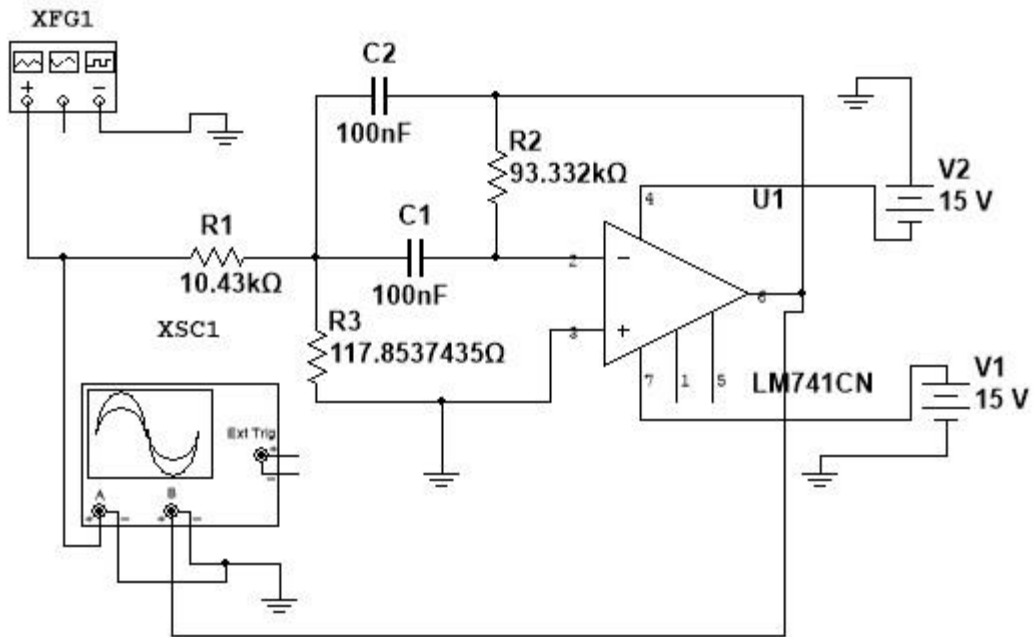 XFG1
+
−
C2
100nF
R2
93.332kΩ
V2
15 V
4
U1
C1
100nF
R1
10.43kΩ
2
−
6
XSC1
R3
117.8537435Ω
3
+
7
1
5
LM741CN
V1
15 V
Ext Trig
+
−
A
B
+
−
+
−